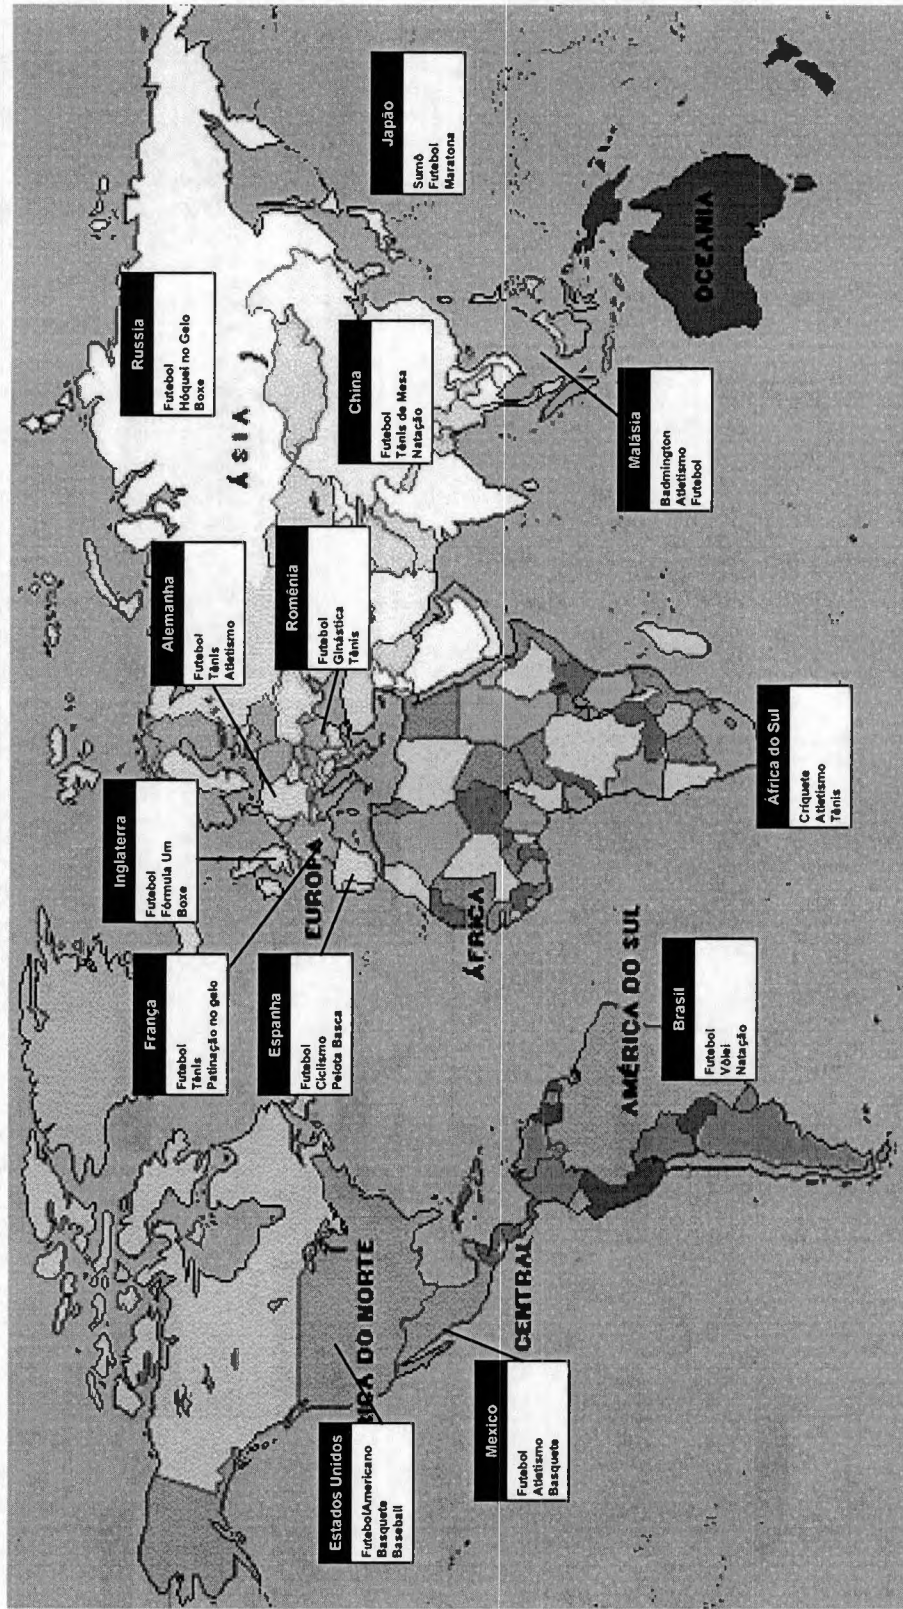 Estados Unidos
FutebolAmericano
Basquete
Baseball
Mexico
Futebol
Atletismo
Basquete
DO NORTE
CENTRAL
França
Futebol
Tênis
Patinação no gelo
Espanha
Futebol
Ciclismo
Pelota Basca
Brasil
Futebol
Vôlei
Natação
AMÉRICA DO SUL
Inglaterra
Futebol
Fórmula Um
Boxe
EUROPA
ÁFRICA
Alemanha
Futebol
Tênis
Atletismo
Romênia
Futebol
Ginástica
Tênis
África do Sul
Críquete
Atletismo
Tênis
Russia
Futebol
Hóquei no Gelo
Boxe
ÁSIA
China
Futebol
Tênis de Mesa
Natação
Malásia
Badmington
Atletismo
Futebol
Japão
Sumô
Futebol
Maratona
OCEANIA